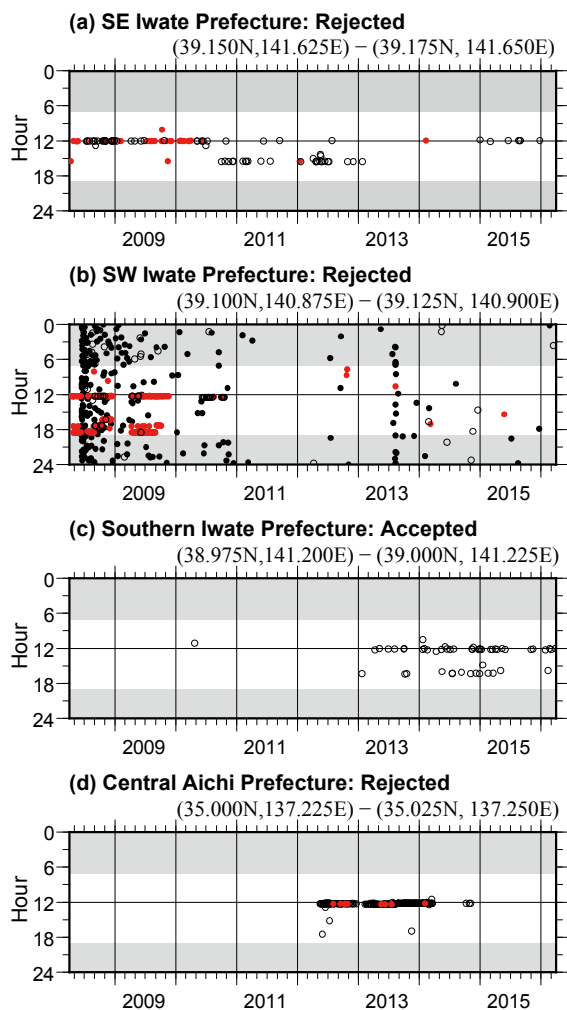 (a) SE Iwate Prefecture: Rejected
(39.150N,141.625E) − (39.175N, 141.650E)
0
6
12
18
24
Hour
2009 2011 2013 2015
(b) SW Iwate Prefecture: Rejected
(39.100N,140.875E) − (39.125N, 140.900E)
0
6
12
18
24
Hour
2009 2011 2013 2015
(c) Southern Iwate Prefecture: Accepted
(38.975N,141.200E) − (39.000N, 141.225E)
0
6
12
18
24
Hour
2009 2011 2013 2015
(d) Central Aichi Prefecture: Rejected
(35.000N,137.225E) − (35.025N, 137.250E)
0
6
12
18
24
Hour
2009 2011 2013 2015